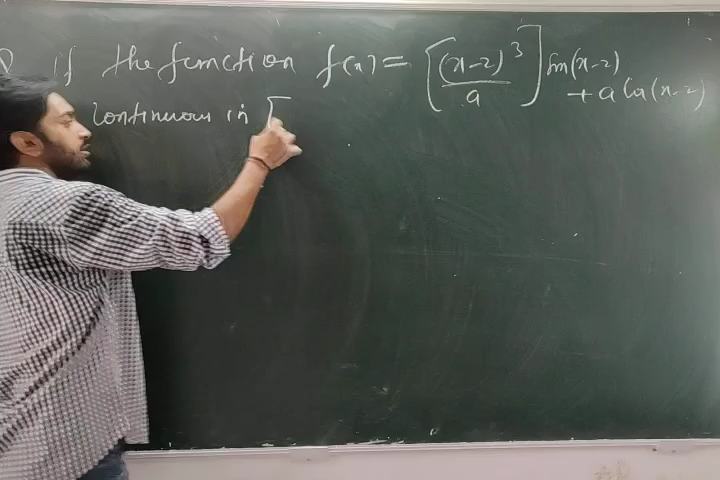 Q if the function f(x) = [(x-2)³/a] sin(x-2)
+ a cos(x-2)
continuous in [